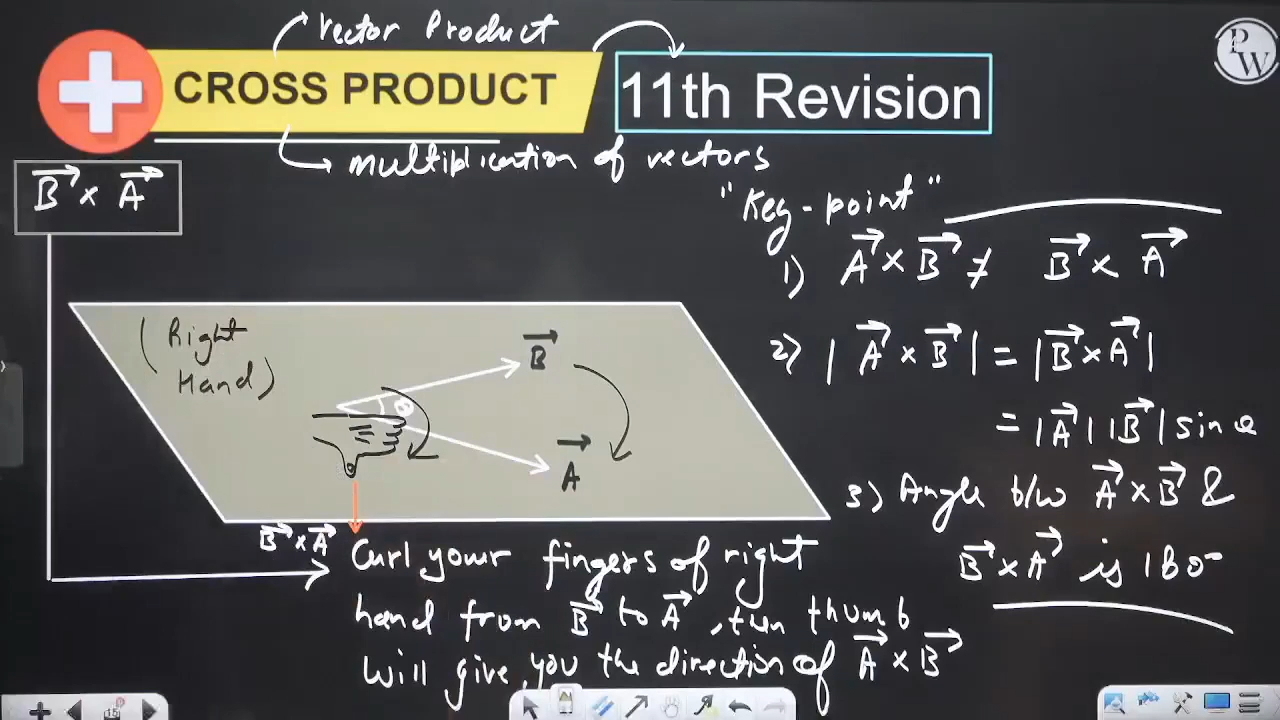 vector Product
CROSS PRODUCT
11th Revision
PW
multiplication of vectors
B⃗ × A⃗
"Key-point"
1) A⃗ × B⃗ ≠ B⃗ × A⃗
(Right
Hand)
B⃗
θ
A⃗
2) | A⃗ × B⃗ | = | B⃗ × A⃗ |
= |A⃗| |B⃗| sin θ
3) Angle b/w A⃗ × B⃗ &
B⃗ × A⃗ is 180°
B⃗ × A⃗
Curl your fingers of right
hand from B⃗ to A⃗, then thumb
will give you the direction of A⃗ × B⃗